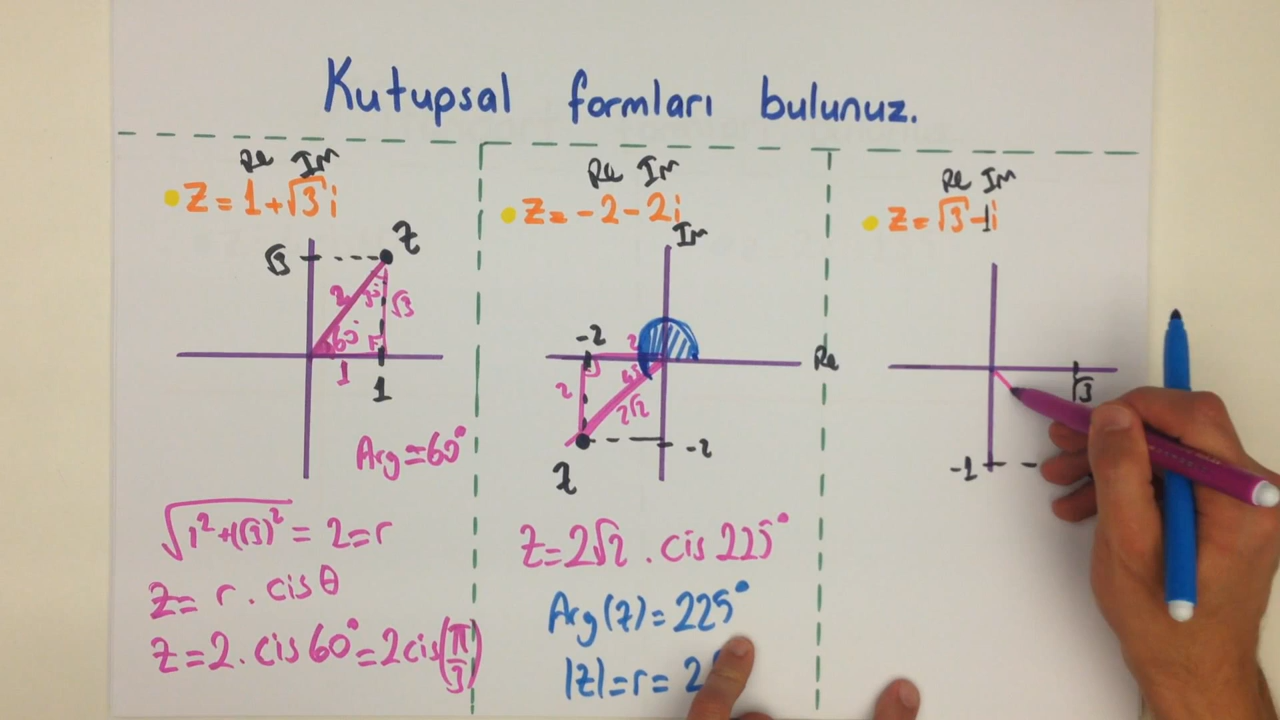 Kutupsal formları bulunuz.
Re Im
z = 1 + √3 i
√3
z
2
30°
√3
60°
1
1
Arg = 60°
√(1² + (√3)²) = 2 = r
z = r . cis θ
z = 2 . cis 60° = 2 cis(π/3)
Re Im
z = -2 - 2i
Im
-2
2
Re
2
45
2√2
-2
z
z = 2√2 . cis 225°
Arg (z) = 225°
|z| = r = 2
Re Im
z = √3 - 1i
√3
-1